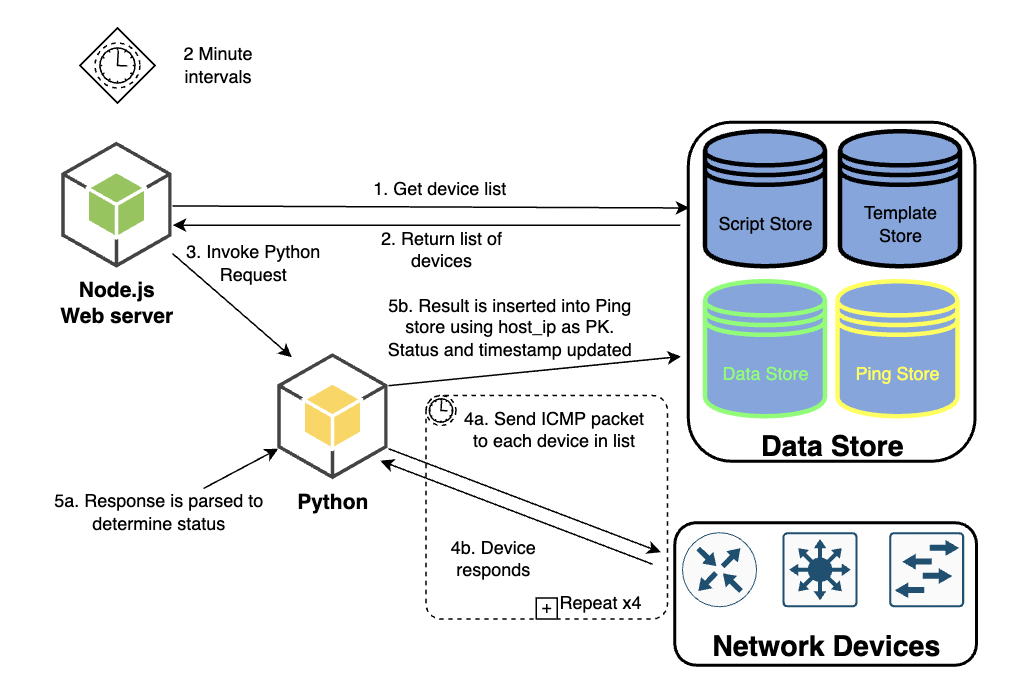 2 Minute
intervals
1. Get device list
2. Return list of
devices
3. Invoke Python
Request
Node.js
Web server
Script Store
Template
Store
5b. Result is inserted into Ping
store using host_ip as PK.
Status and timestamp updated
Data Store
Ping Store
Data Store
4a. Send ICMP packet
to each device in list
Python
5a. Response is parsed to
determine status
4b. Device
responds
+
Repeat x4
Network Devices